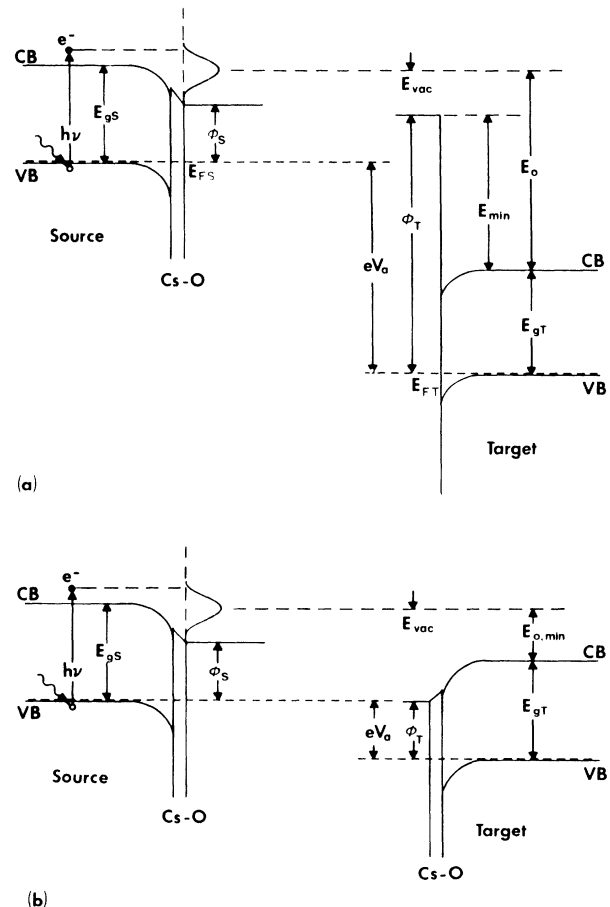 e⁻
CB
E_gS
hν
VB
Source
Φ_S
E_FS
Cs-O
E_vac
E_o
E_min
Φ_T
eV_a
CB
E_gT
E_FT
VB
Target
(a)
e⁻
CB
E_gS
hν
VB
Source
Φ_S
Cs-O
E_vac
E_o,min
CB
E_gT
eV_a
Φ_T
VB
Target
Cs-O
(b)